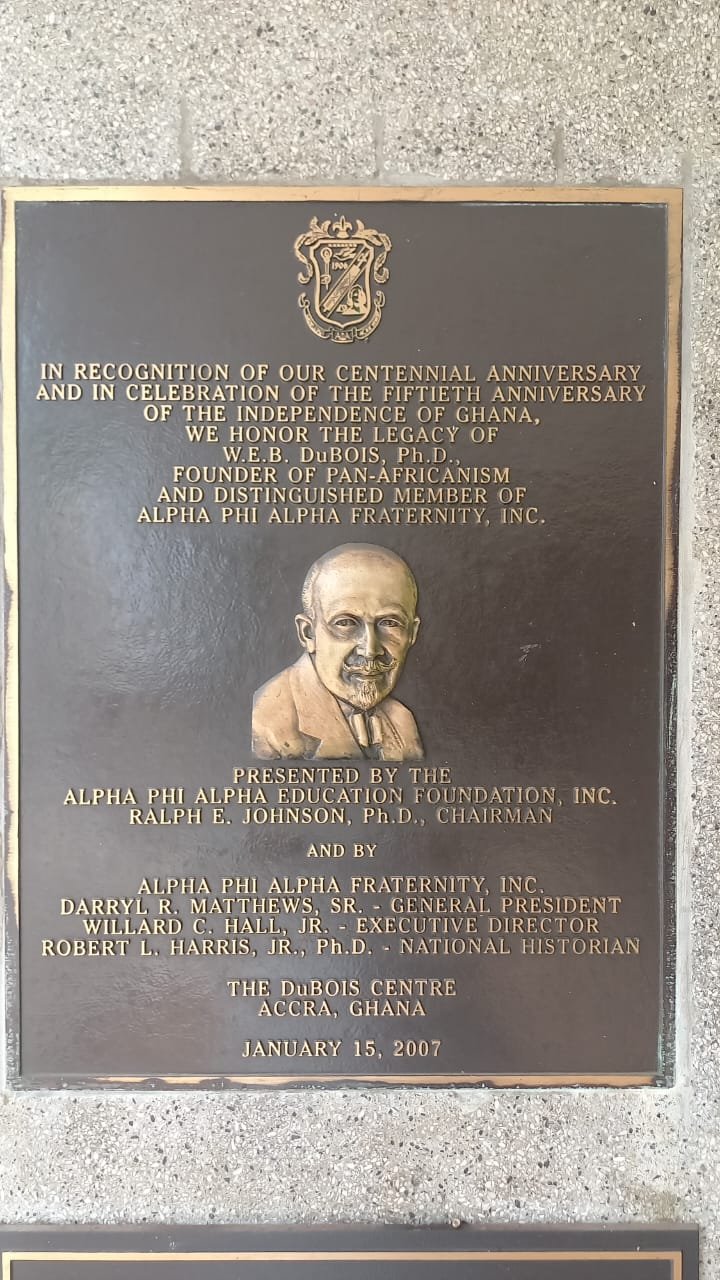 1906
ΑΦΑ
IN RECOGNITION OF OUR CENTENNIAL ANNIVERSARY
AND IN CELEBRATION OF THE FIFTIETH ANNIVERSARY
OF THE INDEPENDENCE OF GHANA,
WE HONOR THE LEGACY OF
W.E.B. DuBOIS, Ph.D.,
FOUNDER OF PAN-AFRICANISM
AND DISTINGUISHED MEMBER OF
ALPHA PHI ALPHA FRATERNITY, INC.
PRESENTED BY THE
ALPHA PHI ALPHA EDUCATION FOUNDATION, INC.
RALPH E. JOHNSON, Ph.D., CHAIRMAN
AND BY
ALPHA PHI ALPHA FRATERNITY, INC.
DARRYL R. MATTHEWS, SR. - GENERAL PRESIDENT
WILLARD C. HALL, JR. - EXECUTIVE DIRECTOR
ROBERT L. HARRIS, JR., Ph.D. - NATIONAL HISTORIAN
THE DuBOIS CENTRE
ACCRA, GHANA
JANUARY 15, 2007